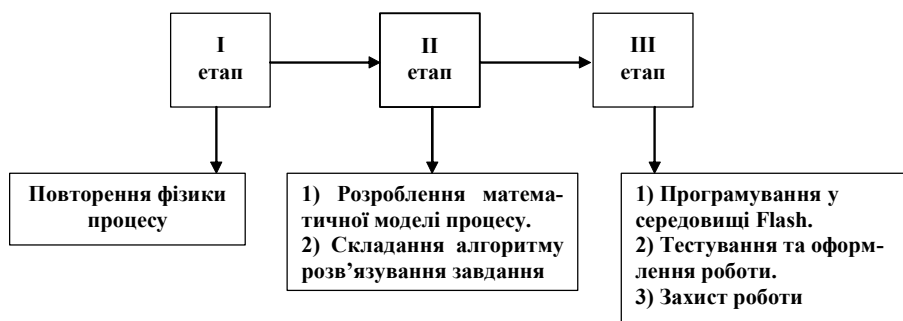 I
етап
II
етап
III
етап
Повторення фізики
процесу
1) Розроблення матема-
тичної моделі процесу.
2) Складання алгоритму
розв'язування завдання
1) Програмування у
середовищі Flash.
2) Тестування та оформ-
лення роботи.
3) Захист роботи